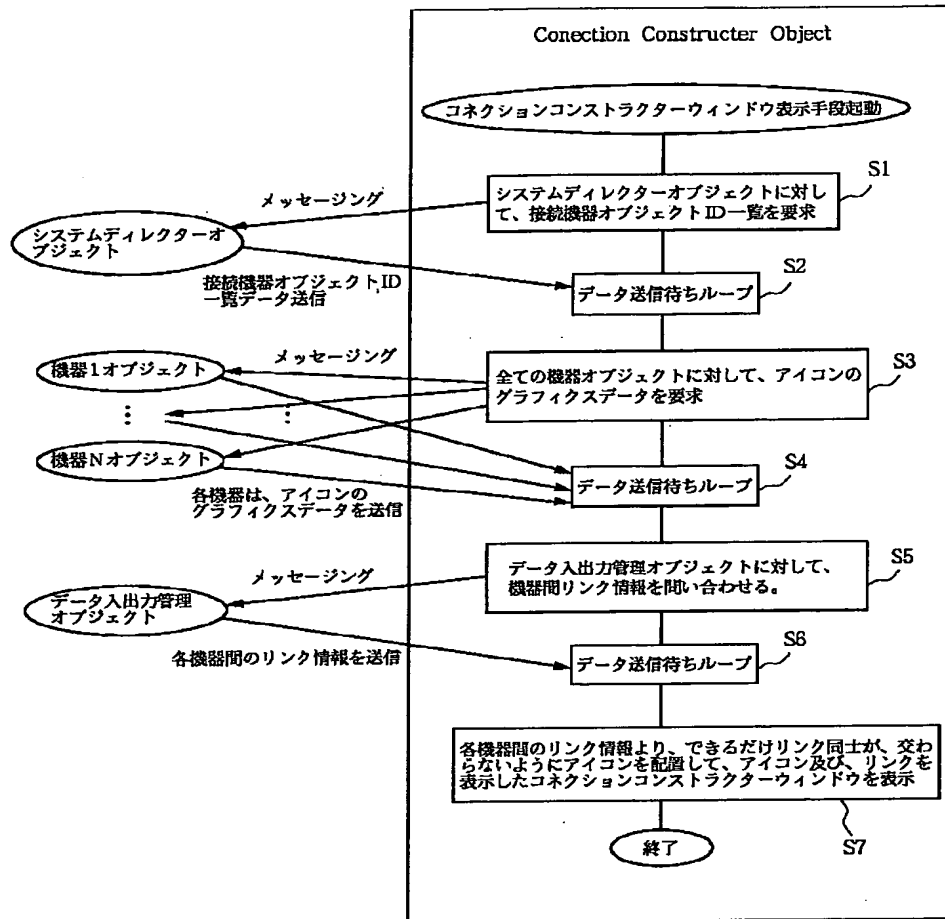 Conection Constructer Object
コネクションコンストラクターウィンドウ表示手段起動
S1
メッセージング
システムディレクターオブジェクトに対し
て、接続機器オブジェクトID一覧を要求
システムディレクターオ
ブジェクト
S2
接続機器オブジェクトID
一覧データ送信
データ送信待ちループ
メッセージング
S3
機器1オブジェクト
全ての機器オブジェクトに対して、アイコンの
グラフィクスデータを要求
機器Nオブジェクト
S4
データ送信待ちループ
各機器は、アイコンの
グラフィクスデータを送信
S5
メッセージング
データ入出力管理オブジェクトに対して、
機器間リンク情報を問い合わせる。
データ入出力管理
オブジェクト
S6
各機器間のリンク情報を送信
データ送信待ちループ
各機器間のリンク情報より、できるだけリンク同士が、交わ
らないようにアイコンを配置して、アイコン及び、リンクを
表示したコネクションコンストラクターウィンドウを表示
S7
終了